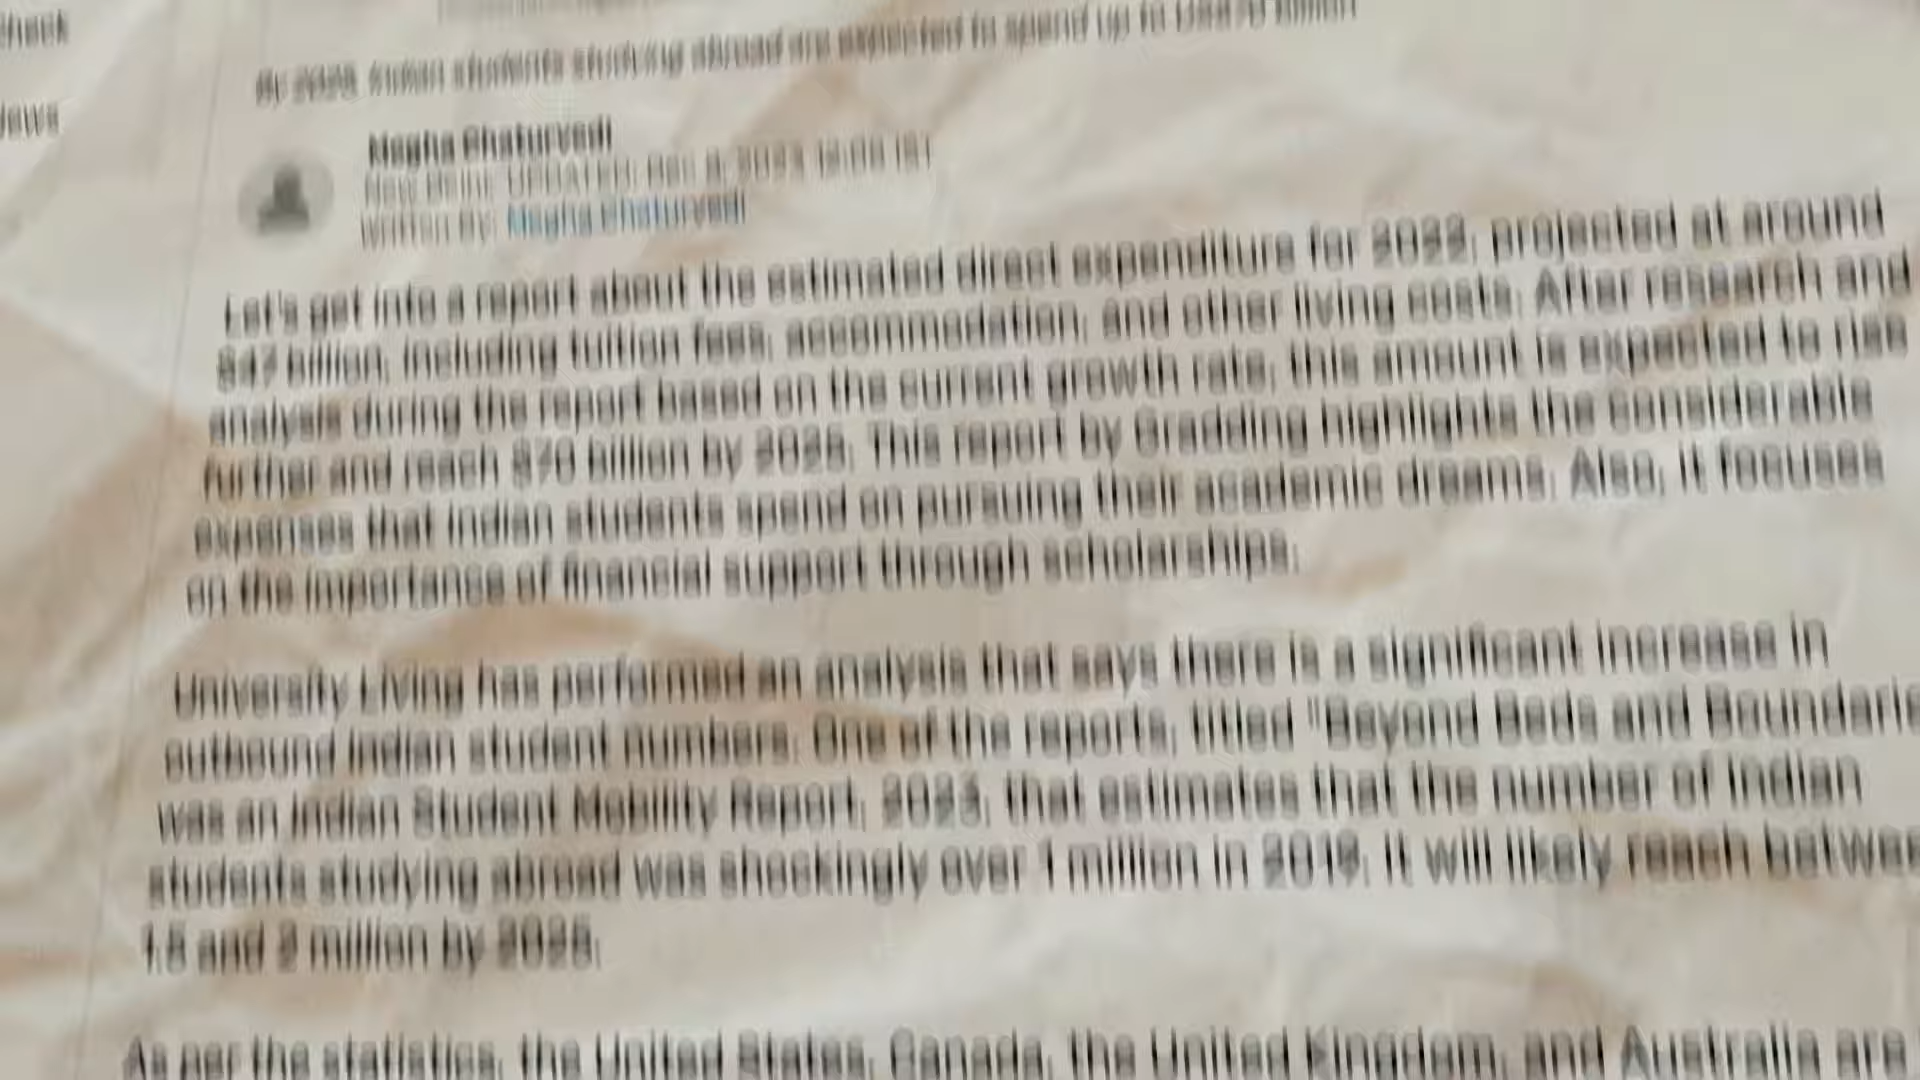 Indian students studying abroad are expected to spend up to
Megha Chaturvedi
New Delhi, UPDATED: Dec
Written By: Megha Chaturvedi
Let's get into a report about the estimated direct expenditure for 2022, projected at around
$47 billion, including tuition fees, accommodation, and other living costs. After research and
analysis during the report based on the current growth rate, this amount is expected to rise
further and reach $70 billion by 2025. This report by Gradding highlights the considerable
expenses that Indian students spend on pursuing their academic dreams. Also, it focuses
on the importance of financial support through scholarships.
University Living has performed an analysis that says there is a significant increase in
outbound Indian student numbers. One of the reports, titled "Beyond Beds and Boundarie
was an Indian Student Mobility Report, 2023, that estimates that the number of Indian
students studying abroad was shockingly over 1 million in 2019. It will likely reach betwee
and 2 million by 2025.
As per the statistics, the United States, Canada, the United Kingdom, and Australia are